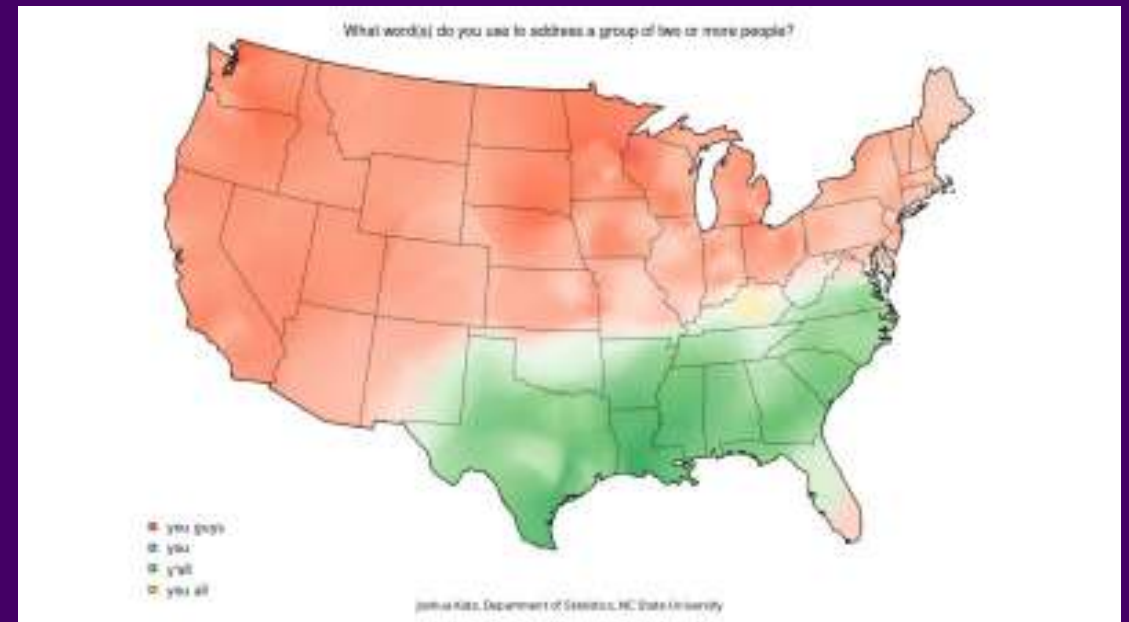 What word(s) do you use to address a group of two or more people?
you guys
you
y'all
you all
Joshua Katz, Department of Statistics, NC State University